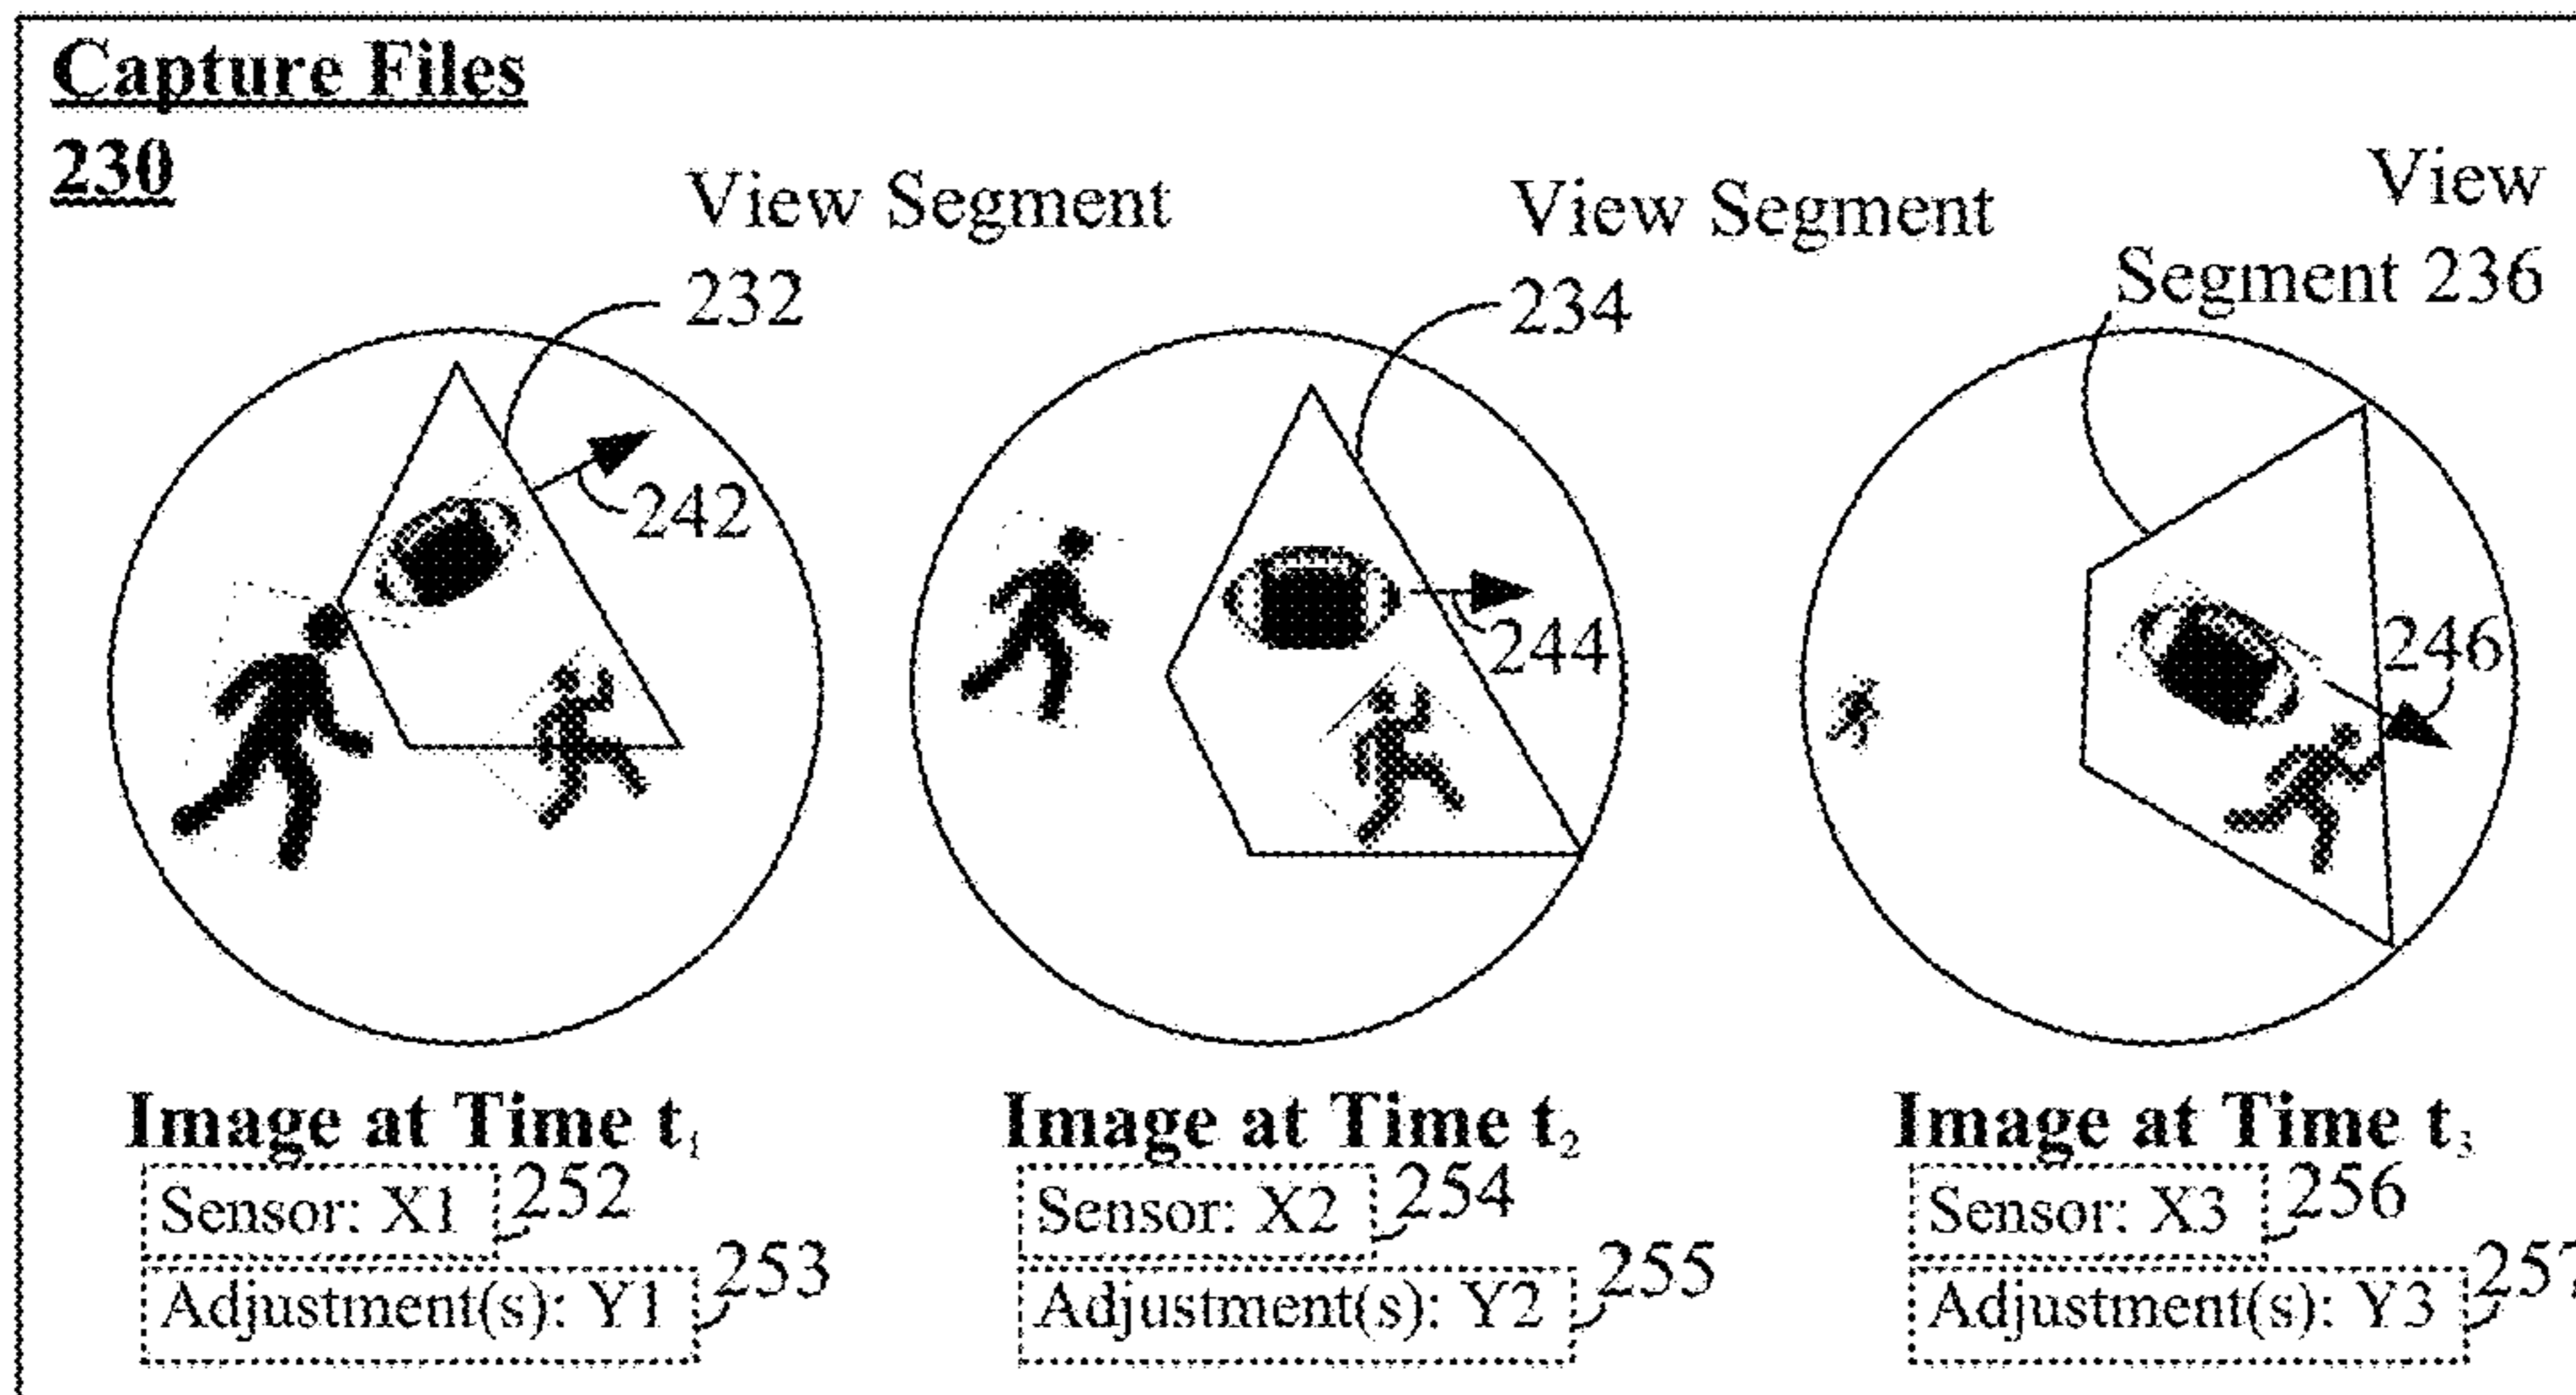 Capture Files
230
View Segment
232
View Segment
234
View
Segment 236
242
244
246
Image at Time t₁
Sensor: X1
252
Adjustment(s): Y1
253
Image at Time t₂
Sensor: X2
254
Adjustment(s): Y2
255
Image at Time t₃
Sensor: X3
256
Adjustment(s): Y3
257